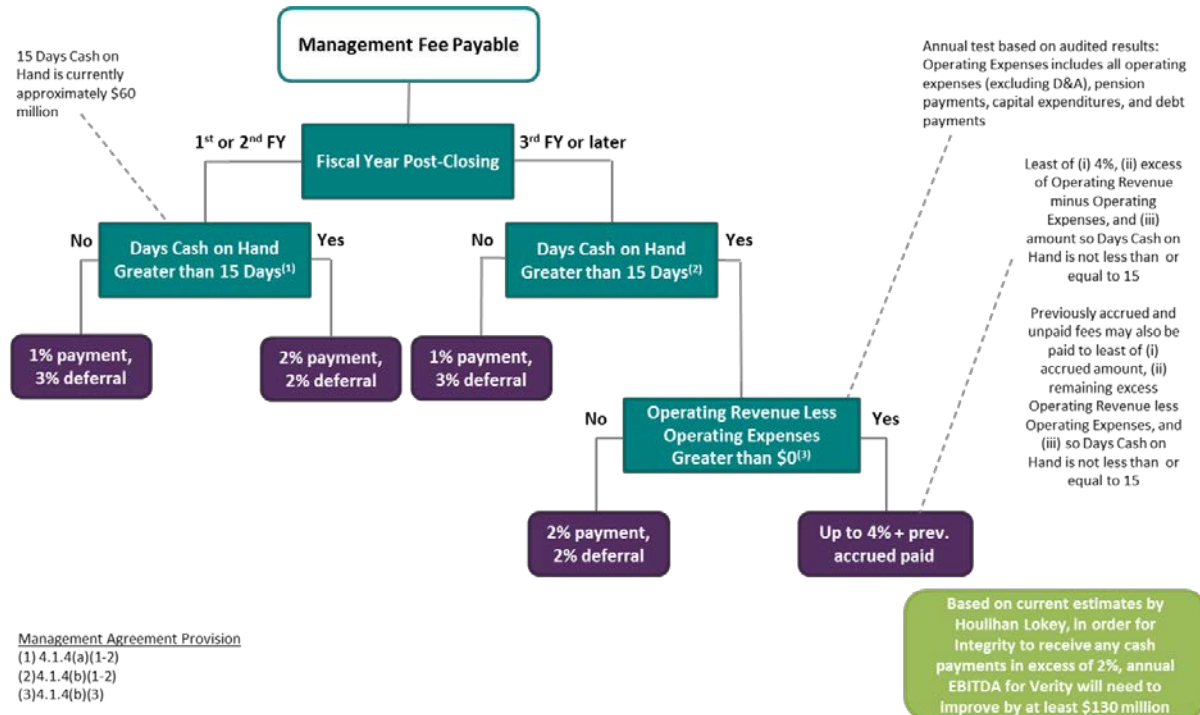 Management Fee Payable
15 Days Cash on
Hand is currently
approximately $60
million
Annual test based on audited results:
Operating Expenses includes all operating
expenses (excluding D&A), pension
payments, capital expenditures, and debt
payments
1st or 2nd FY
Fiscal Year Post-Closing
3rd FY or later
Least of (i) 4%, (ii) excess
of Operating Revenue
minus Operating
Expenses, and (iii)
amount so Days Cash on
Hand is not less than or
equal to 15
No
Days Cash on Hand
Greater than 15 Days(1)
Yes
No
Days Cash on Hand
Greater than 15 Days(2)
Yes
1% payment,
3% deferral
2% payment,
2% deferral
1% payment,
3% deferral
Previously accrued and
unpaid fees may also be
paid to least of (i)
accrued amount, (ii)
remaining excess
Operating Revenue less
Operating Expenses, and
(iii) so Days Cash on
Hand is not less than or
equal to 15
No
Operating Revenue Less
Operating Expenses
Greater than $0(3)
Yes
2% payment,
2% deferral
Up to 4% + prev.
accrued paid
Based on current estimates by
Houlihan Lokey, in order for
Integrity to receive any cash
payments in excess of 2%, annual
EBITDA for Verity will need to
improve by at least $130 million
Management Agreement Provision
(1) 4.1.4(a)(1-2)
(2)4.1.4(b)(1-2)
(3)4.1.4(b)(3)